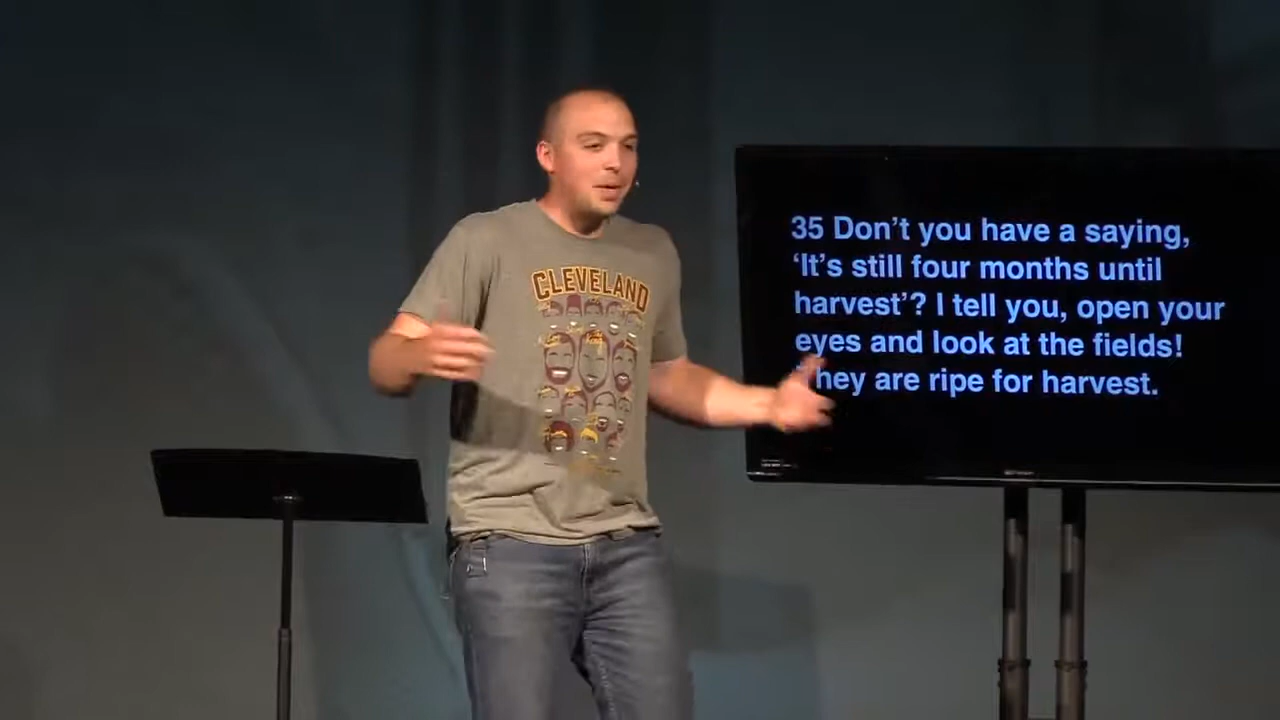 CLEVELAND
35 Don't you have a saying,
‘It's still four months until
harvest’? I tell you, open your
eyes and look at the fields!
hey are ripe for harvest.